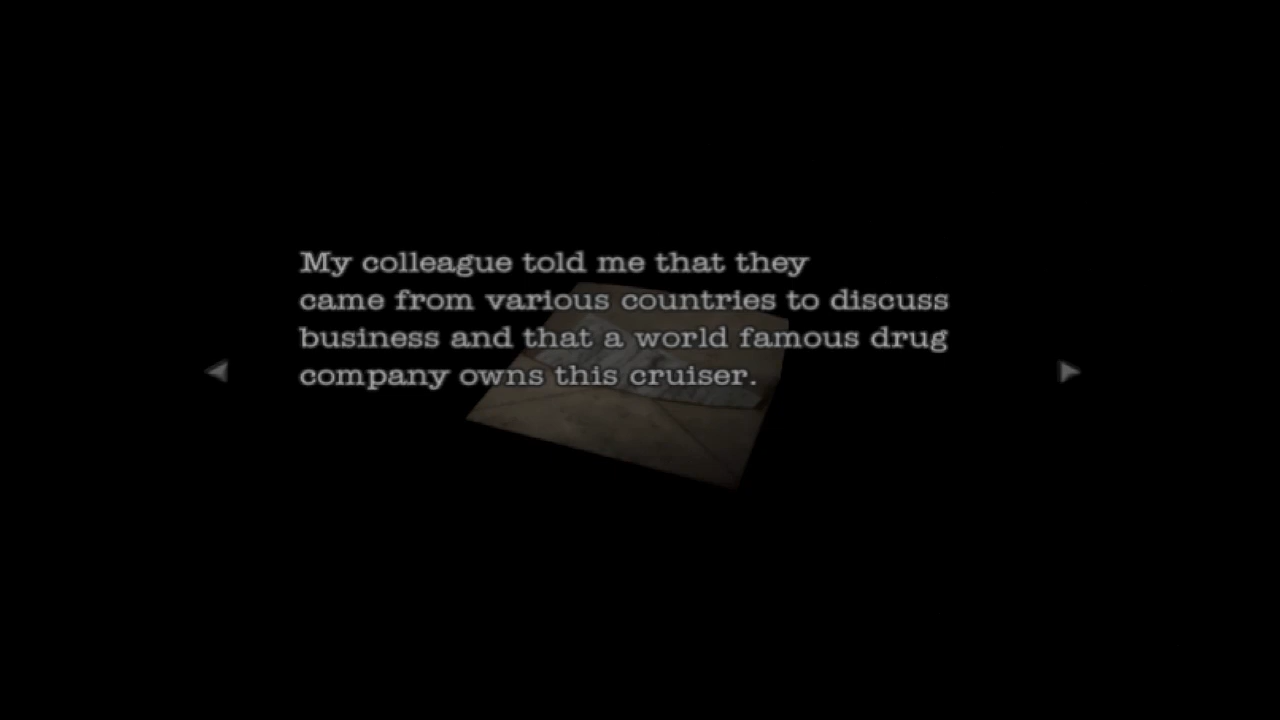 My colleague told me that they
came from various countries to discuss
business and that a world famous drug
company owns this cruiser.